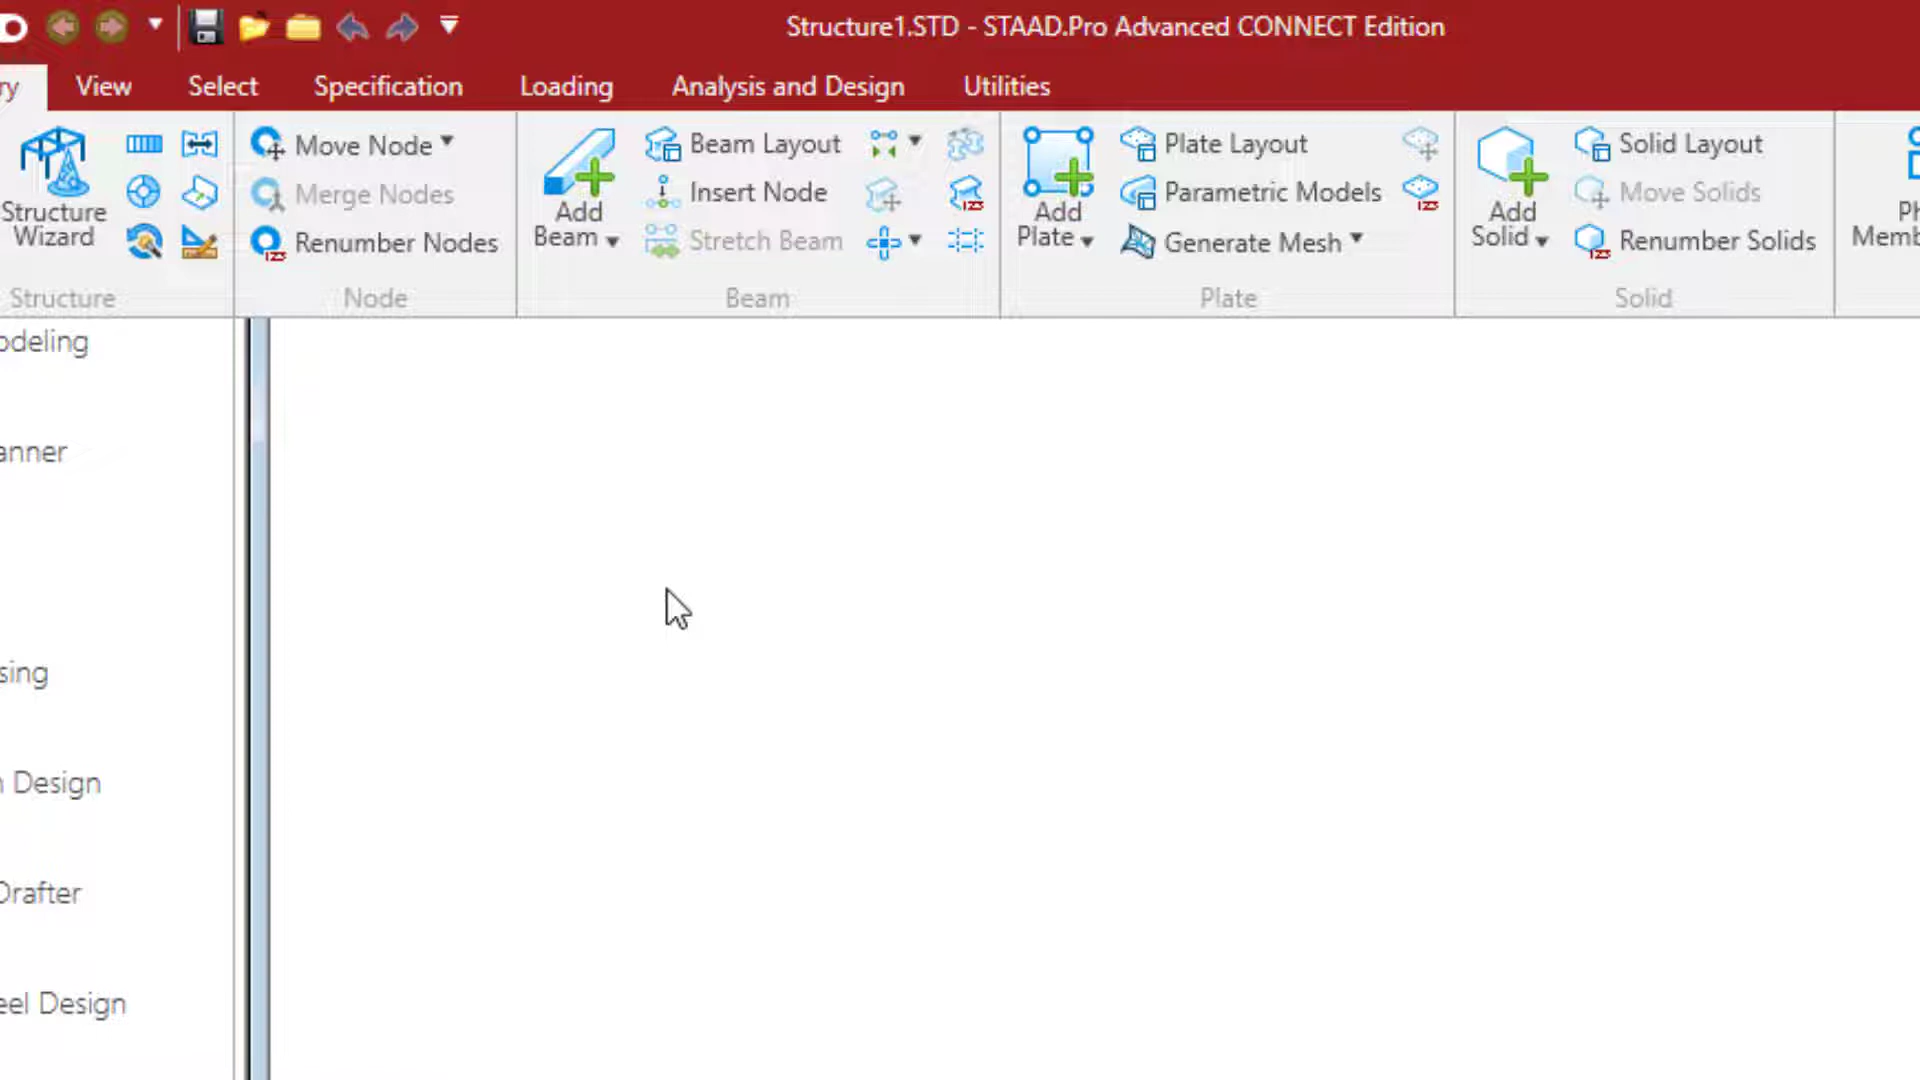 Structure1.STD - STAAD.Pro Advanced CONNECT Edition
ry View Select Specification Loading Analysis and Design Utilities
Structure Wizard
Move Node
Merge Nodes
Renumber Nodes
Add Beam
Beam Layout
Insert Node
Stretch Beam
Add Plate
Plate Layout
Parametric Models
Generate Mesh
Add Solid
Solid Layout
Move Solids
Renumber Solids
Ph
Memb
Structure Node Beam Plate Solid
odeling
anner
sing
n Design
Drafter
eel Design